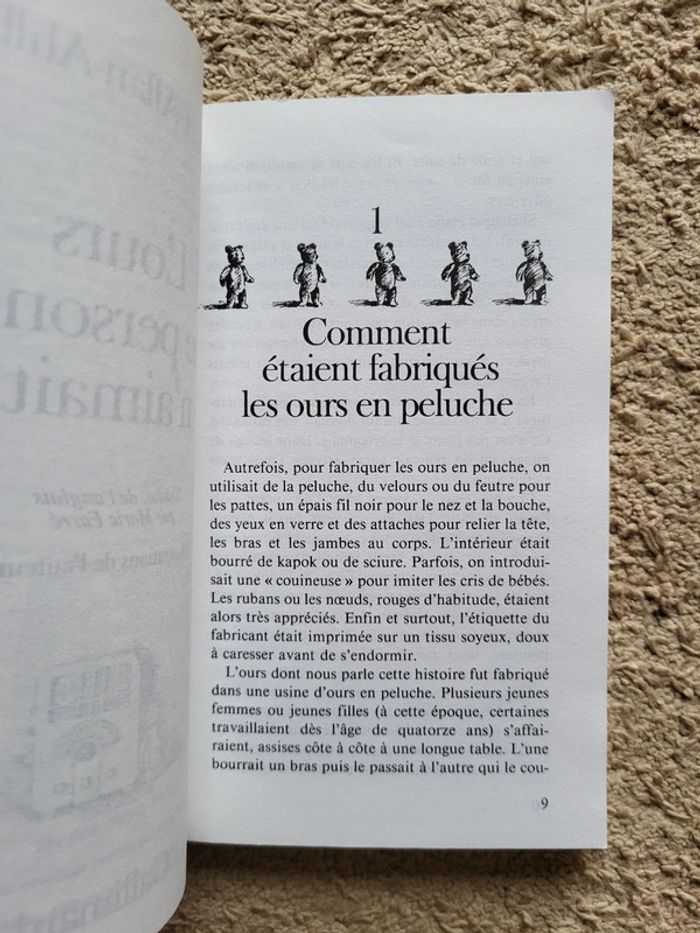 1
Comment
étaient fabriqués
les ours en peluche
Autrefois, pour fabriquer les ours en peluche, on
utilisait de la peluche, du velours ou du feutre pour
les pattes, un épais fil noir pour le nez et la bouche,
des yeux en verre et des attaches pour relier la tête,
les bras et les jambes au corps. L'intérieur était
bourré de kapok ou de sciure. Parfois, on introdui-
sait une « couineuse » pour imiter les cris de bébés.
Les rubans ou les nœuds, rouges d'habitude, étaient
alors très appréciés. Enfin et surtout, l'étiquette du
fabricant était imprimée sur un tissu soyeux, doux
à caresser avant de s'endormir.
L'ours dont nous parle cette histoire fut fabriqué
dans une usine d'ours en peluche. Plusieurs jeunes
femmes ou jeunes filles (à cette époque, certaines
travaillaient dès l'âge de quatorze ans) s'affai-
raient, assises côte à côte à une longue table. L'une
bourrait un bras puis le passait à l'autre qui le cou-
9